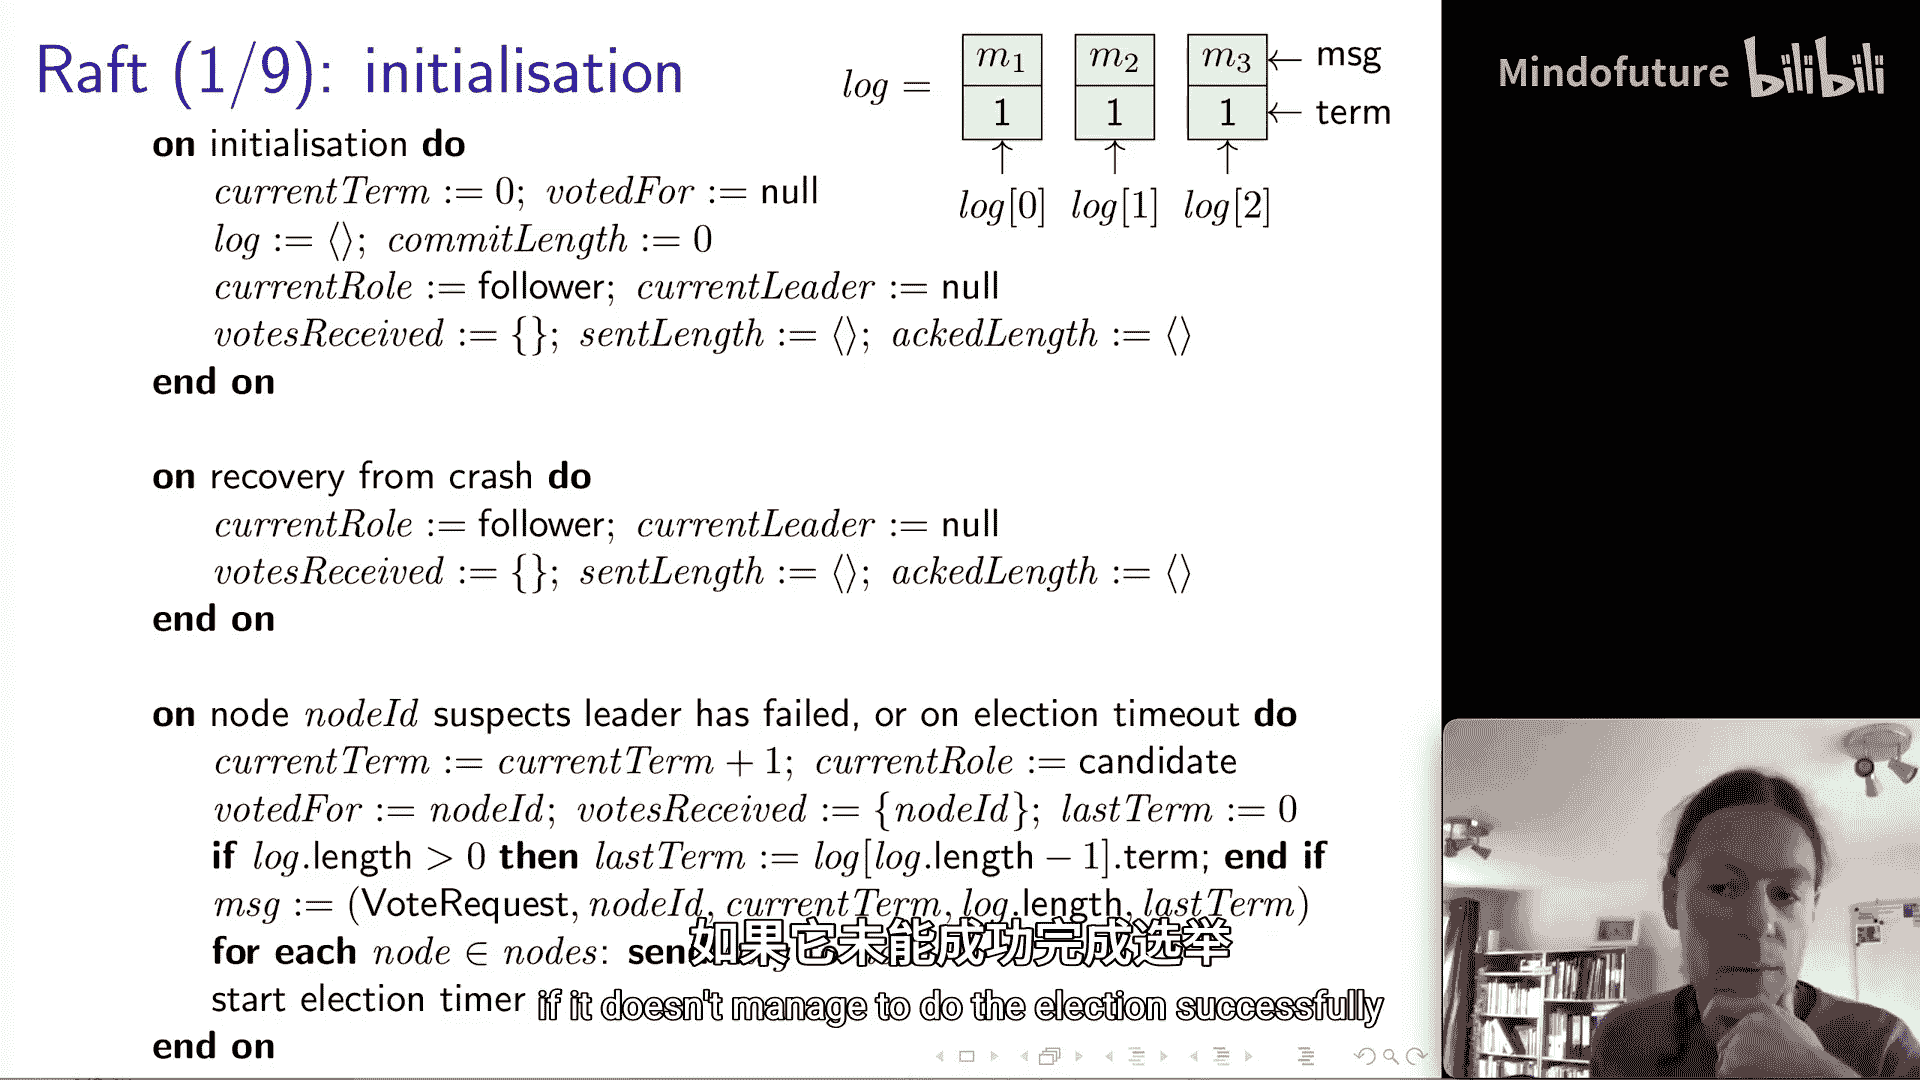 Raft (1/9): initialisation
log =
m₁ m₂ m₃ ← msg
1 1 1 ← term
↑ ↑ ↑
log[0] log[1] log[2]
on initialisation do
currentTerm := 0; votedFor := null
log := ⟨⟩; commitLength := 0
currentRole := follower; currentLeader := null
votesReceived := {}; sentLength := ⟨⟩; ackedLength := ⟨⟩
end on
on recovery from crash do
currentRole := follower; currentLeader := null
votesReceived := {}; sentLength := ⟨⟩; ackedLength := ⟨⟩
end on
on node nodeId suspects leader has failed, or on election timeout do
currentTerm := currentTerm + 1; currentRole := candidate
votedFor := nodeId; votesReceived := {nodeId}; lastTerm := 0
if log.length > 0 then lastTerm := log[log.length − 1].term; end if
msg := (VoteRequest, nodeId, currentTerm, log.length, lastTerm)
for each node ∈ nodes:
start election timer
end on
如果它未能成功完成选举
if it doesn't manage to do the election successfully
Mindofuture bilibili